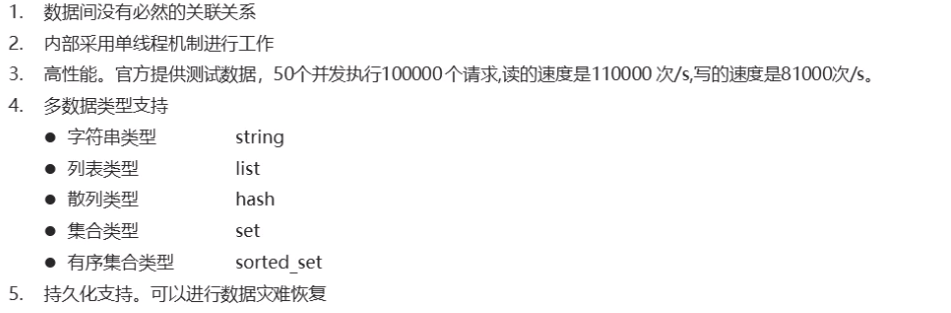 1. 数据间没有必然的关联关系
2. 内部采用单线程机制进行工作
3. 高性能。官方提供测试数据，50个并发执行100000 个请求,读的速度是110000 次/s,写的速度是81000次/s。
4. 多数据类型支持
● 字符串类型 string
● 列表类型 list
● 散列类型 hash
● 集合类型 set
● 有序集合类型 sorted_set
5. 持久化支持。可以进行数据灾难恢复